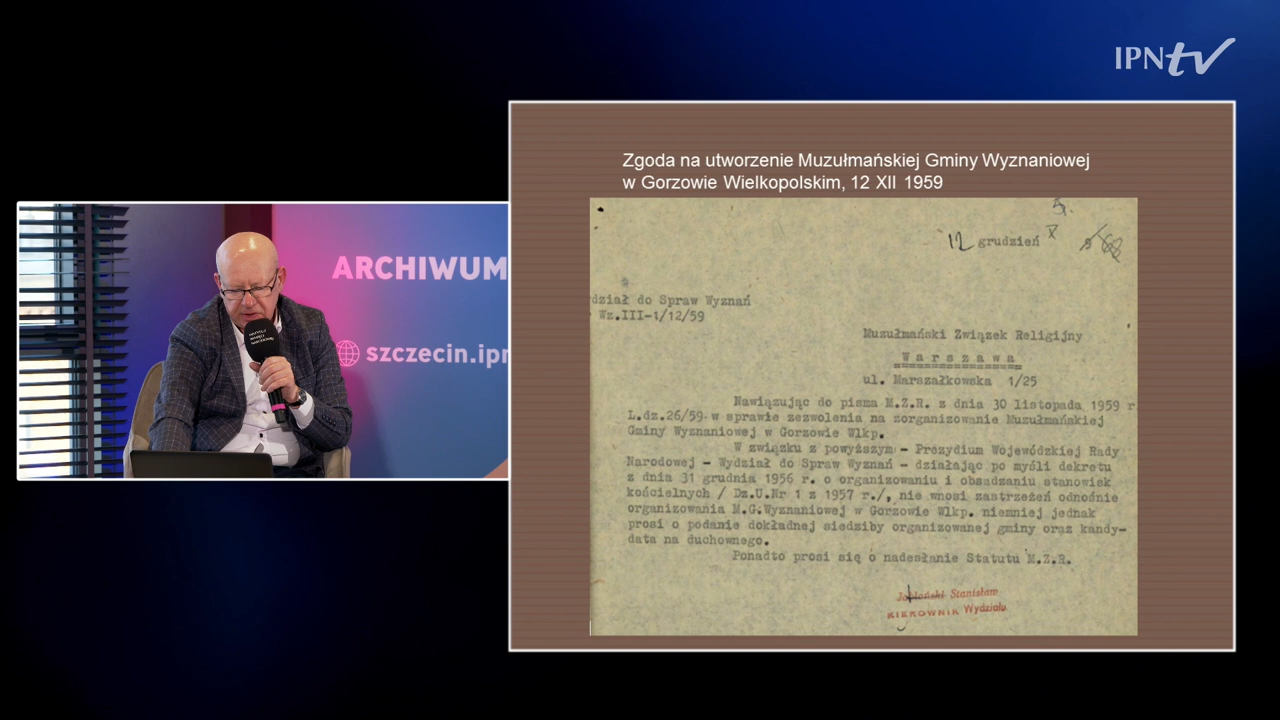 IPNtv
ARCHIWUM
szczecin.ipn
Zgoda na utworzenie Muzułmańskiej Gminy Wyznaniowej
w Gorzowie Wielkopolskim, 12 XII 1959
12 grudzień X
dział do Spraw Wyznań
Wz.III-1/12/59
Muzułmański Związek Religijny
W a r s z a w a
ul. Marszałkowska 1/25
Nawiązując do pisma M.Z.R. z dnia 30 listopada 1959 r.
L.dz.26/59 w sprawie zezwolenia na zorganizowanie Muzułmańskiej
Gminy Wyznaniowej w Gorzowie Wlkp.
W związku z powyższym - Prezydium Wojewódzkiej Rady
Narodowej - Wydział do Spraw Wyznań - działając po myśli dekretu
z dnia 31 grudnia 1956 r. o organizowaniu i obsadzaniu stanowisk
kościelnych / Dz.U.Nr 1 z 1957 r./, nie wnosi zastrzeżeń odnośnie
organizowania M.G.Wyznaniowej w Gorzowie Wlkp. niemniej jednak
prosi o podanie dokładnej siedziby organizowanej gminy oraz kandy-
data na duchownego.
Ponadto prosi się o nadesłanie Statutu M.Z.R.
Jabłoński Stanisław
KIEROWNIK Wydziału